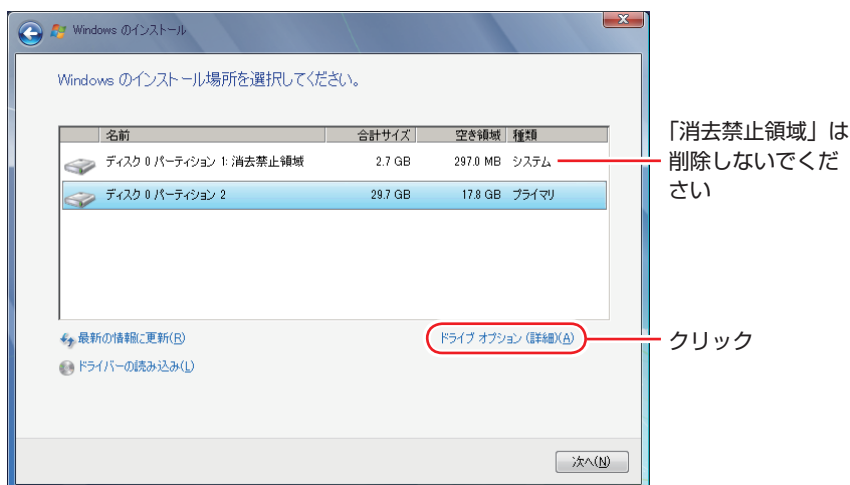 Windows のインストール
Windows のインストール場所を選択してください。
名前 合計サイズ 空き領域 種類
ディスク 0 パーティション 1: 消去禁止領域 2.7 GB 297.0 MB システム
ディスク 0 パーティション 2 29.7 GB 17.8 GB プライマリ
最新の情報に更新(R) ドライブ オプション (詳細)(A)
ドライバーの読み込み(L)
次へ(N)
「消去禁止領域」は
削除しないでくだ
さい
クリック